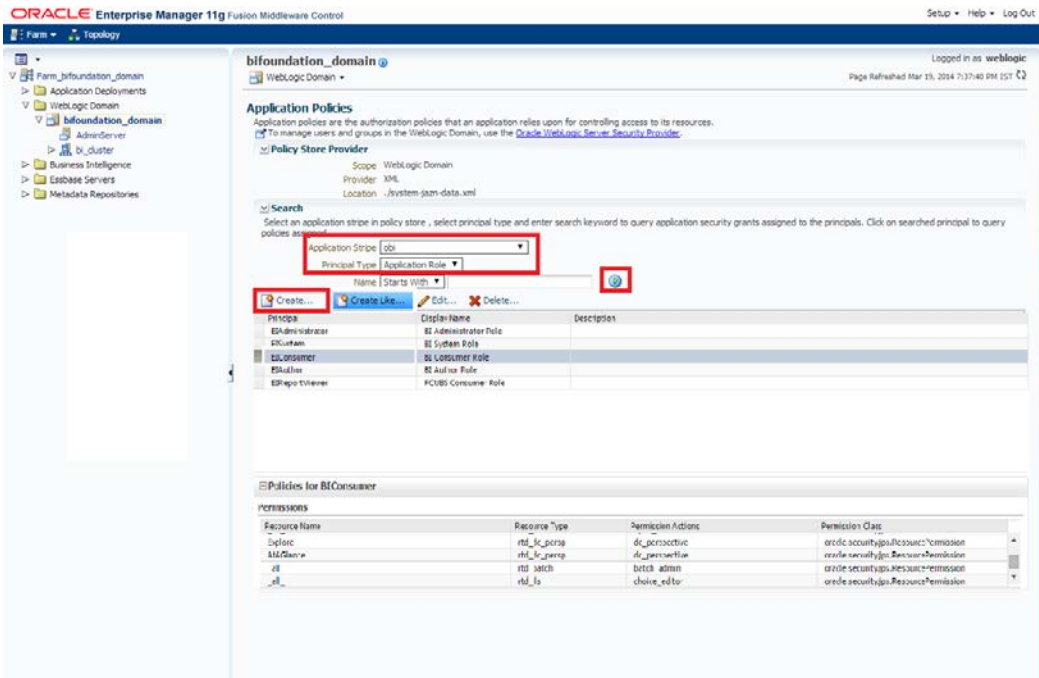 ORACLE Enterprise Manager 11g Fusion Middleware Control
Setup Help Log Out
Farm Topology
Farm_bifoundation_domain
Application Deployments
WebLogic Domain
bifoundation_domain
AdminServer
bi_cluster
Business Intelligence
Essbase Servers
Metadata Repositories
bifoundation_domain
Logged in as weblogic
WebLogic Domain
Page Refreshed Mar 19, 2014 7:37:40 PM IST
Application Policies
Application policies are the authorization policies that an application relies upon for controlling access to its resources.
To manage users and groups in the WebLogic Domain, use the Oracle WebLogic Server Security Provider.
Policy Store Provider
Scope WebLogic Domain
Provider XML
Location ./system-jazn-data.xml
Search
Select an application stripe in policy store , select principal type and enter search keyword to query application security grants assigned to the principals. Click on searched principal to query
policies assigned.
Application Stripe obi
Principal Type Application Role
Name Starts With
Create... Create Like... Edit... Delete...
Principal Display Name Description
BIAdministrator BI Administrator Role
BISystem BI System Role
BIConsumer BI Consumer Role
BIAuthor BI Author Role
BIReportViewer FCUBS Consumer Role
Policies for BIConsumer
Permissions
Resource Name Resource Type Permission Actions Permission Class
Explore rtd_dc_persp dc_perspective oracle.security.jps.ResourcePermission
rtd_dc_persp dc_perspective oracle.security.jps.ResourcePermission
rtd_batch batch_admin oracle.security.jps.ResourcePermission
choice_editor oracle.security.jps.ResourcePermission